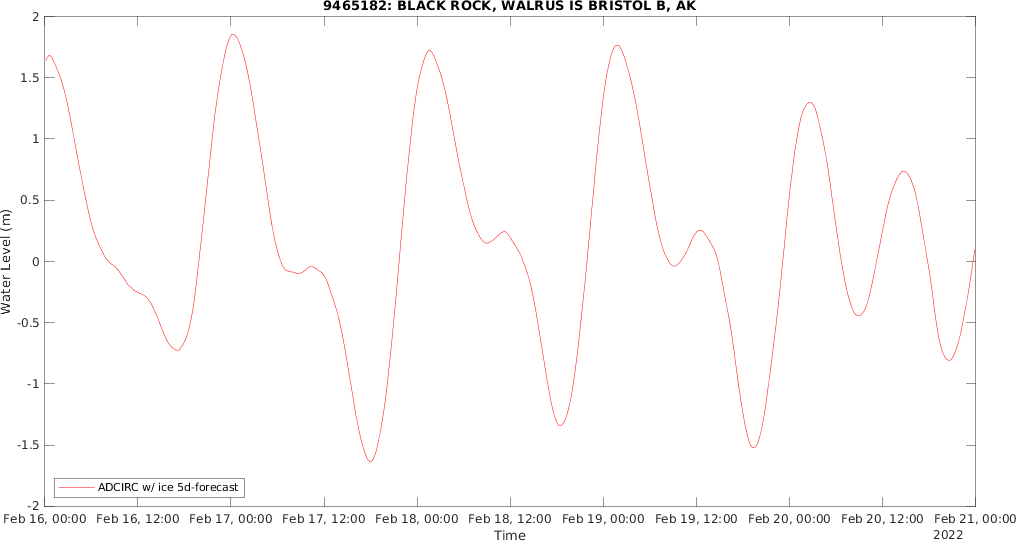 9465182: BLACK ROCK, WALRUS IS BRISTOL B, AK
Water Level (m)
2
1.5
1
0.5
0
-0.5
-1
-1.5
-2
ADCIRC w/ ice 5d-forecast
Feb 16, 00:00 Feb 16, 12:00 Feb 17, 00:00 Feb 17, 12:00 Feb 18, 00:00 Feb 18, 12:00 Feb 19, 00:00 Feb 19, 12:00 Feb 20, 00:00 Feb 20, 12:00 Feb 21, 00:00
Time
2022